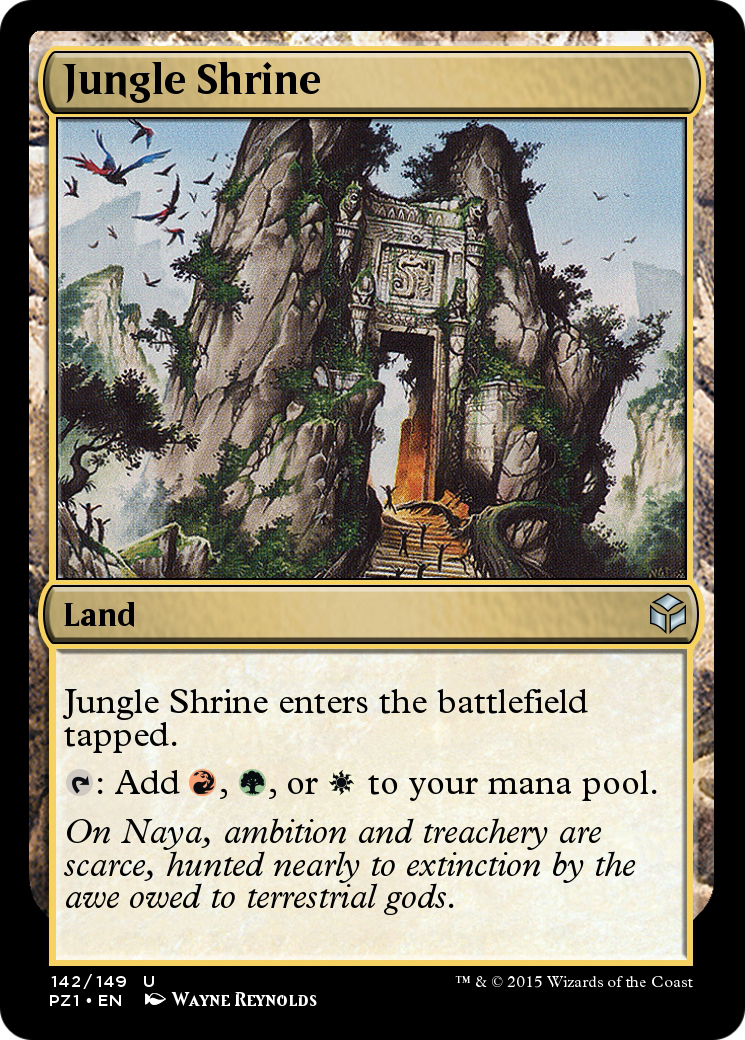 Jungle Shrine
Land
Jungle Shrine enters the battlefield
tapped.
: Add , , or to your mana pool.
On Naya, ambition and treachery are
scarce, hunted nearly to extinction by the
awe owed to terrestrial gods.
142/149 U
™ & © 2015 Wizards of the Coast
PZ1 • EN Wayne Reynolds